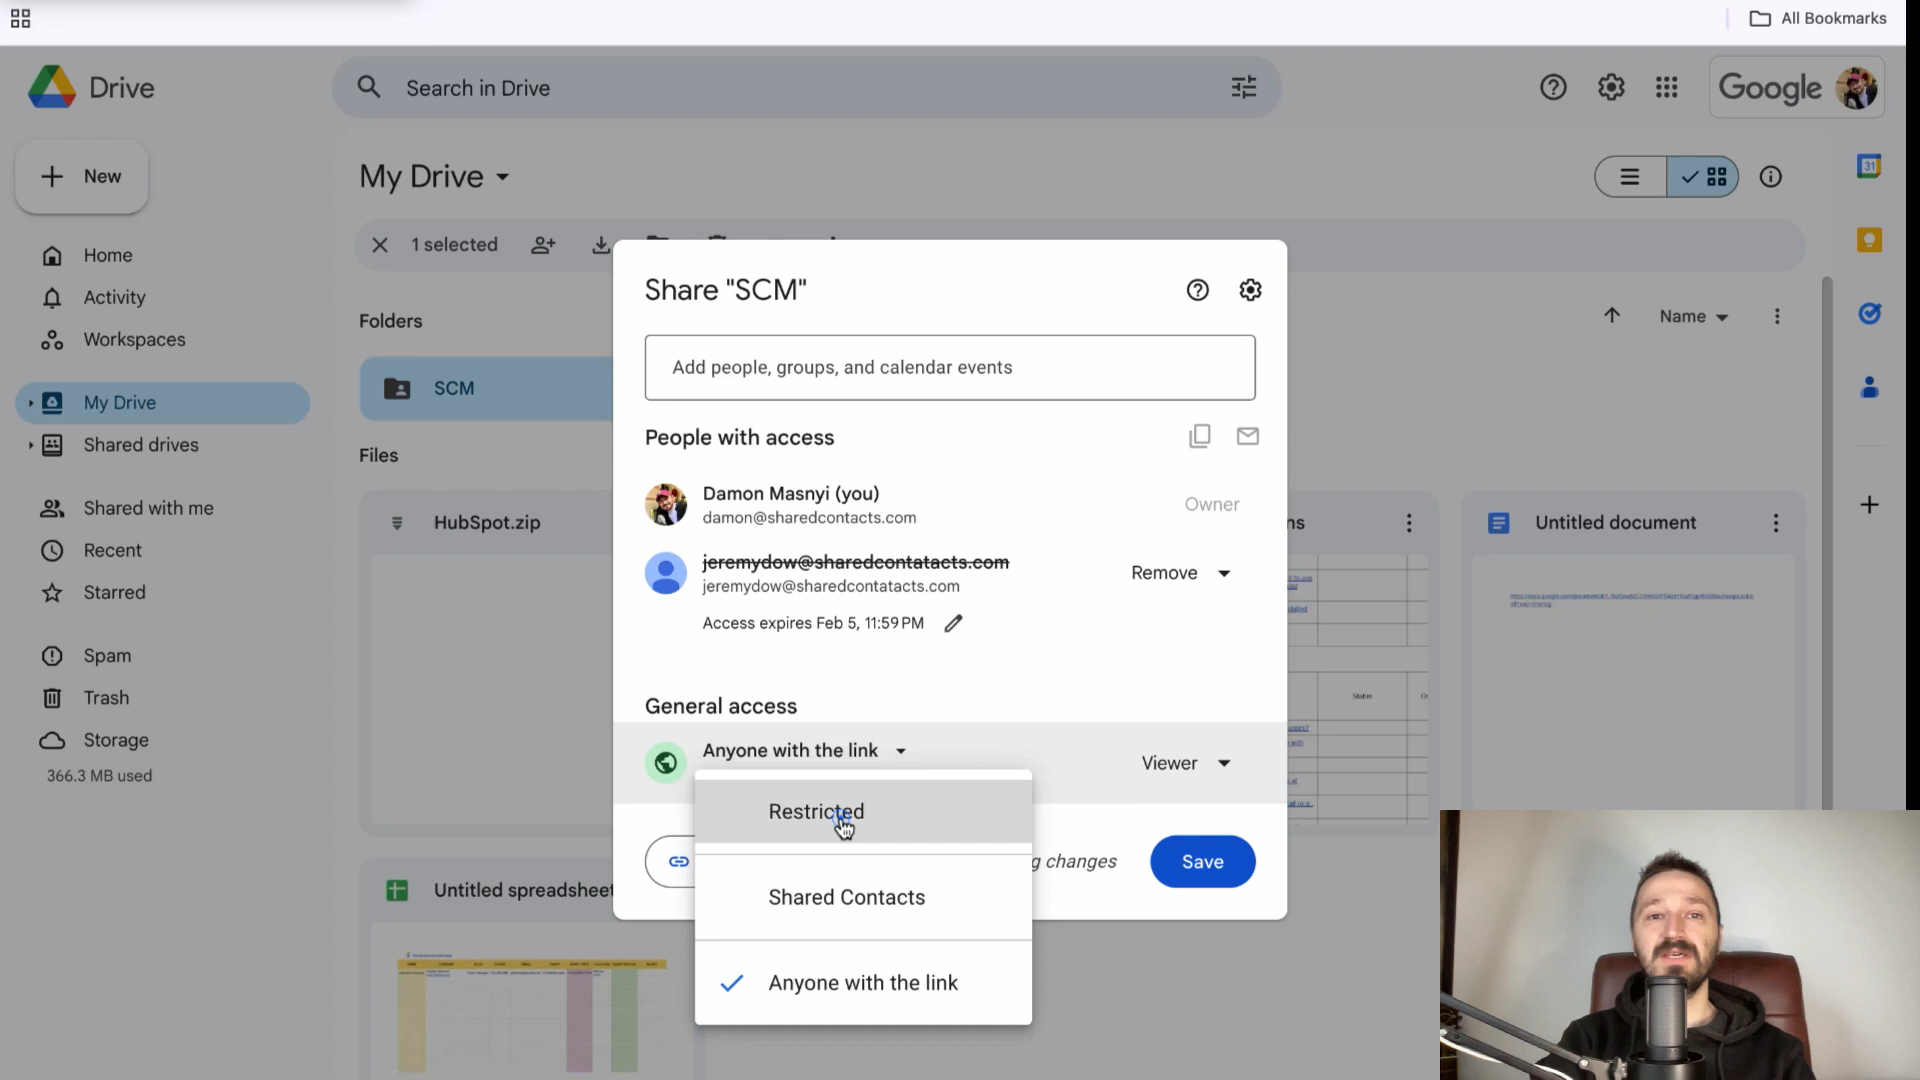 All Bookmarks
Drive
Search in Drive
Google
New
My Drive
31
1 selected
Home
Activity
Workspaces
My Drive
Shared drives
Shared with me
Recent
Starred
Spam
Trash
Storage
366.3 MB used
Folders
Name
SCM
Files
HubSpot.zip
ns
Untitled document
Status
Untitled spreadsheet
Share "SCM"
Add people, groups, and calendar events
People with access
Damon Masnyi (you)
damon@sharedcontacts.com
Owner
jeremydow@sharedcontatacts.com
jeremydow@sharedcontatacts.com
Remove
Access expires Feb 5, 11:59 PM
General access
Anyone with the link
Viewer
Restricted
g changes
Save
Shared Contacts
Anyone with the link